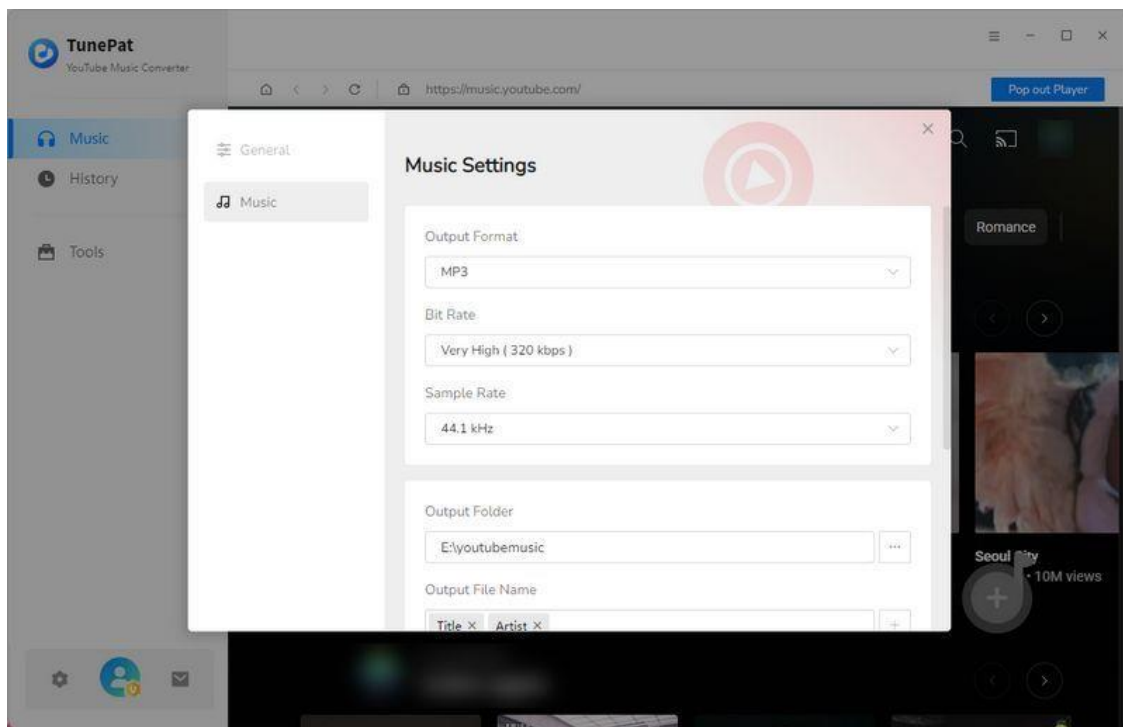 TunePat
YouTube Music Converter
https://music.youtube.com/
Pop out Player
Music
History
Tools
General
Music
Music Settings
Output Format
MP3
Bit Rate
Very High ( 320 kbps )
Sample Rate
44.1 kHz
Output Folder
E:\youtubemusic
...
Output File Name
Title × Artist ×
+
Romance
Seoul City
• 10M views